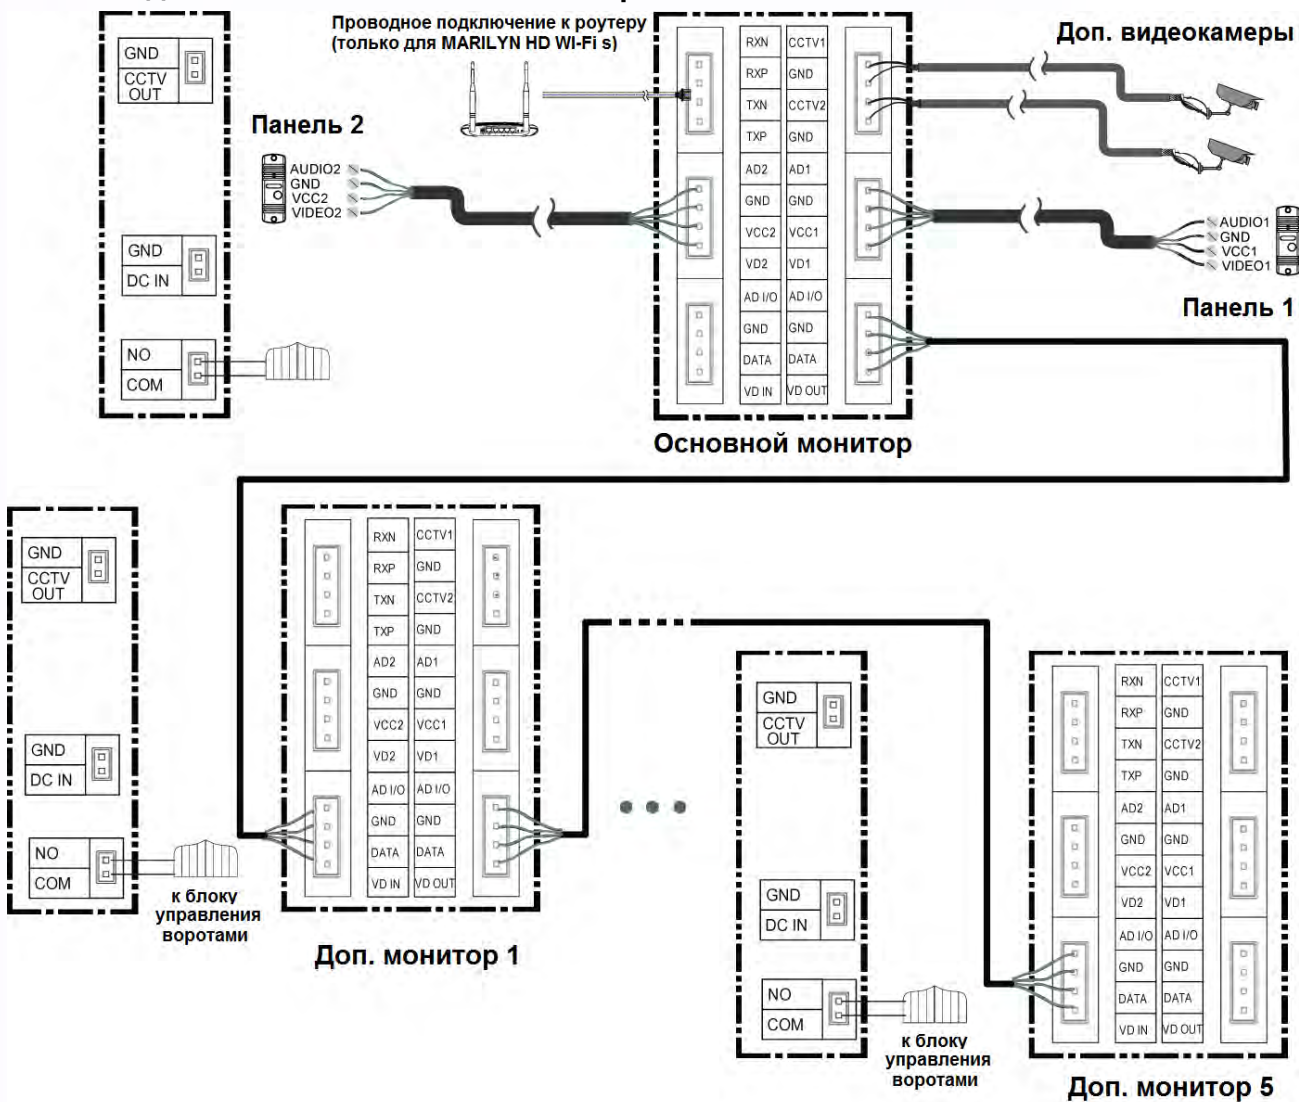 Проводное подключение к роутеру
(только для MARILYN HD WI-Fi s)
Доп. видеокамеры
GND
CCTV
OUT
GND
DC IN
NO
COM
Панель 2
AUDIO2
GND
VCC2
VIDEO2
RXN CCTV1
RXP GND
TXN CCTV2
TXP GND
AD2 AD1
GND GND
VCC2 VCC1
VD2 VD1
AD I/O AD I/O
GND GND
DATA DATA
VD IN VD OUT
AUDIO1
GND
VCC1
VIDEO1
Панель 1
Основной монитор
GND
CCTV
OUT
GND
DC IN
NO
COM
к блоку
управления
воротами
RXN CCTV1
RXP GND
TXN CCTV2
TXP GND
AD2 AD1
GND GND
VCC2 VCC1
VD2 VD1
AD I/O AD I/O
GND GND
DATA DATA
VD IN VD OUT
Доп. монитор 1
GND
CCTV
OUT
GND
DC IN
NO
COM
к блоку
управления
воротами
RXN CCTV1
RXP GND
TXN CCTV2
TXP GND
AD2 AD1
GND GND
VCC2 VCC1
VD2 VD1
AD I/O AD I/O
GND GND
DATA DATA
VD IN VD OUT
Доп. монитор 5